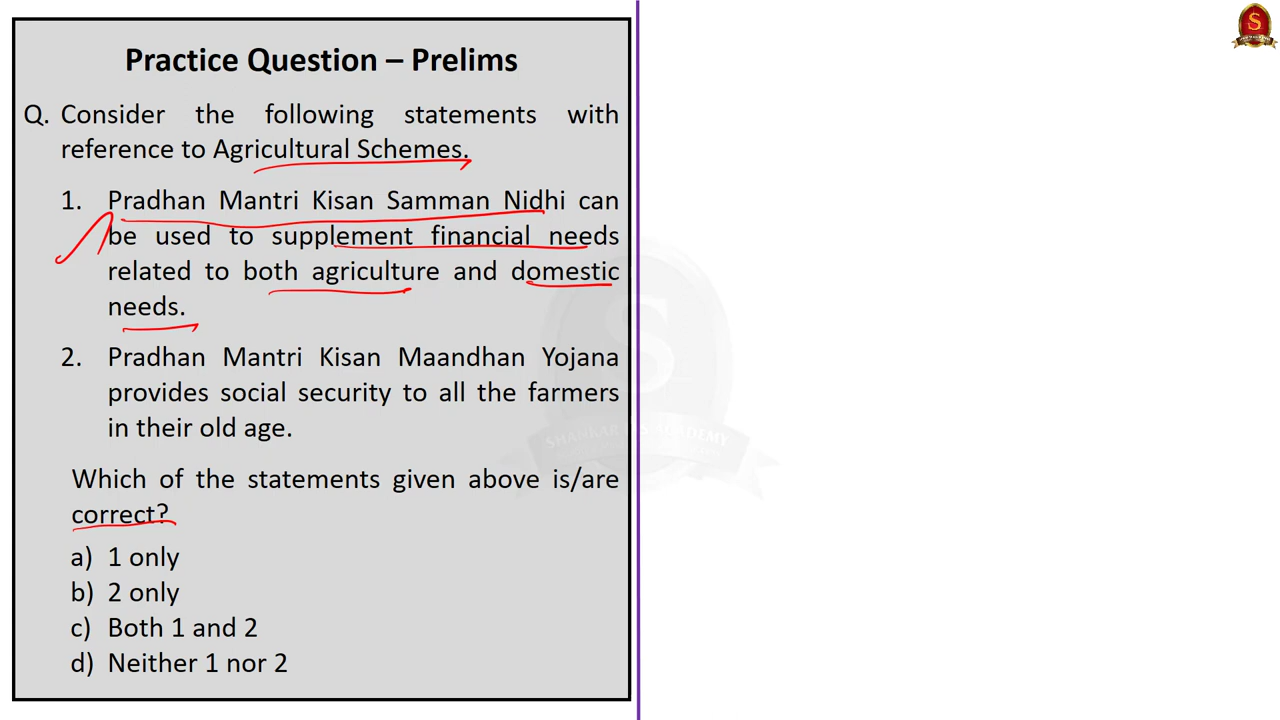 Practice Question – Prelims
Q. Consider the following statements with
reference to Agricultural Schemes.
1. Pradhan Mantri Kisan Samman Nidhi can
be used to supplement financial needs
related to both agriculture and domestic
needs.
2. Pradhan Mantri Kisan Maandhan Yojana
provides social security to all the farmers
in their old age.
Which of the statements given above is/are
correct?
a) 1 only
b) 2 only
c) Both 1 and 2
d) Neither 1 nor 2
S
S
SHANKAR IAS ACADEMY